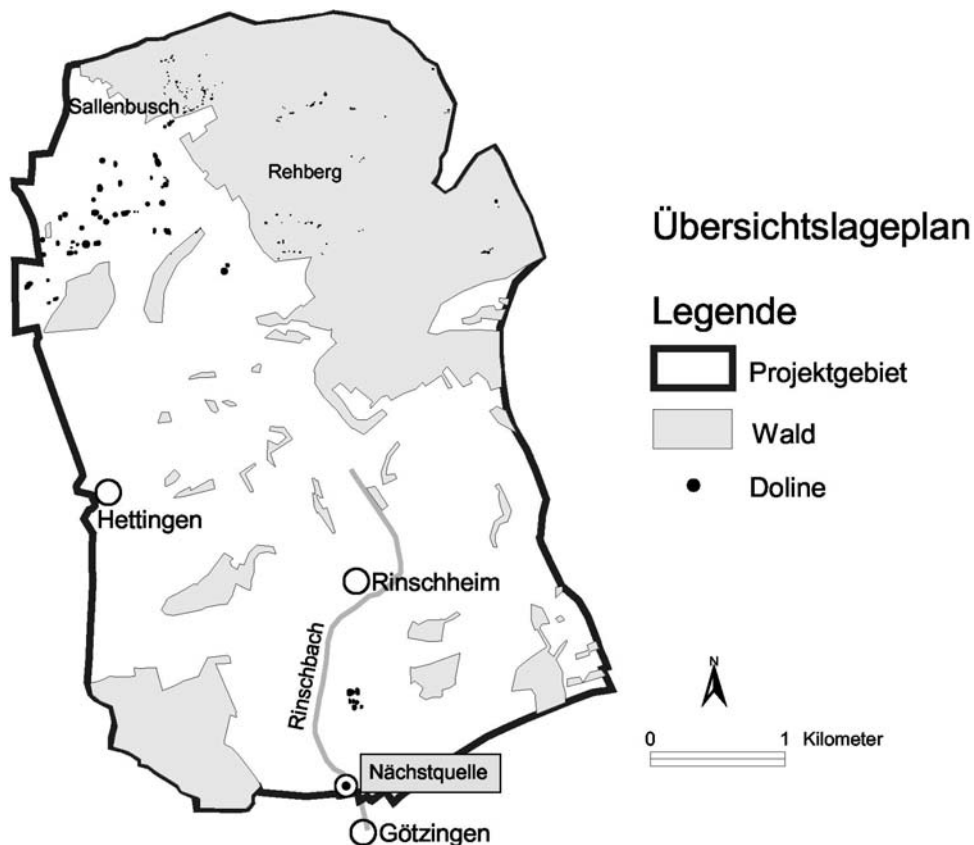 Sallenbusch
Rehberg
Hettingen
Rinschheim
Rinschbach
Nächstquelle
Götzingen
Übersichtslageplan
Legende
Projektgebiet
Wald
Doline
N
0 1 Kilometer